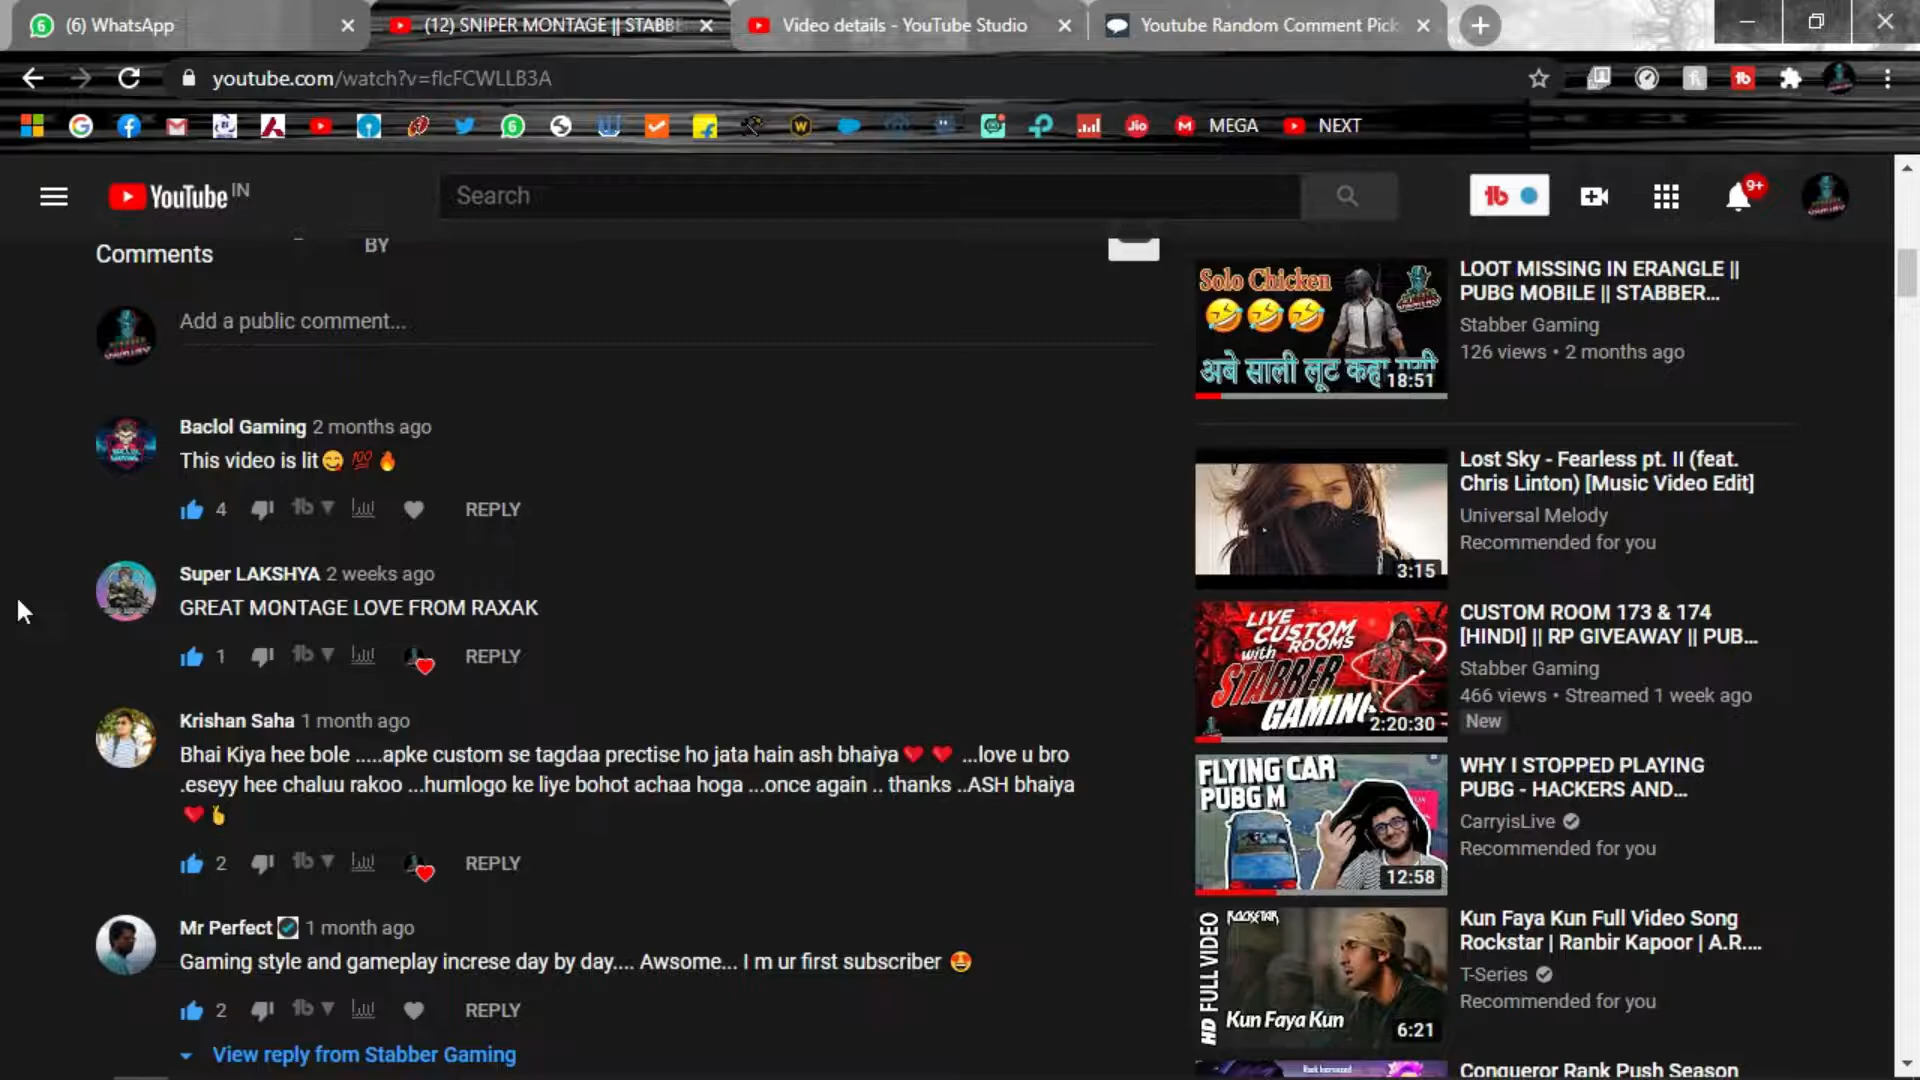 (6) WhatsApp
(12) SNIPER MONTAGE || STABBE
Video details - YouTube Studio
Youtube Random Comment Pick
youtube.com/watch?v=flcFCWLLB3A
MEGA
NEXT
YouTube IN
Search
9+
Comments
BY
Add a public comment...
Baclol Gaming 2 months ago
This video is lit😋 💯 🔥
4 REPLY
Super LAKSHYA 2 weeks ago
GREAT MONTAGE LOVE FROM RAXAK
1 REPLY
Krishan Saha 1 month ago
Bhai Kiya hee bole .....apke custom se tagdaa prectise ho jata hain ash bhaiya❤️ ❤️ ...love u bro
.eseyy hee chaluu rakoo ...humlogo ke liye bohot achaa hoga ...once again .. thanks ..ASH bhaiya
❤️🤞
2 REPLY
Mr Perfect ✅ 1 month ago
Gaming style and gameplay increse day by day.... Awsome... I m ur first subscriber 🤩
2 REPLY
View reply from Stabber Gaming
Solo Chicken
अबे साली लूट कहा गयी
18:51
LOOT MISSING IN ERANGLE ||
PUBG MOBILE || STABBER...
Stabber Gaming
126 views • 2 months ago
3:15
Lost Sky - Fearless pt. II (feat.
Chris Linton) [Music Video Edit]
Universal Melody
Recommended for you
LIVE
CUSTOM ROOMS
with
STABBER
GAMING
2:20:30
CUSTOM ROOM 173 & 174
[HINDI] || RP GIVEAWAY || PUB...
Stabber Gaming
466 views • Streamed 1 week ago
New
FLYING CAR
PUBG M
12:58
WHY I STOPPED PLAYING
PUBG - HACKERS AND...
CarryisLive
Recommended for you
ROCKSTAR
HD FULL VIDEO
Kun Faya Kun
6:21
Kun Faya Kun Full Video Song
Rockstar | Ranbir Kapoor | A.R....
T-Series
Recommended for you
Conqueror Rank Push Season